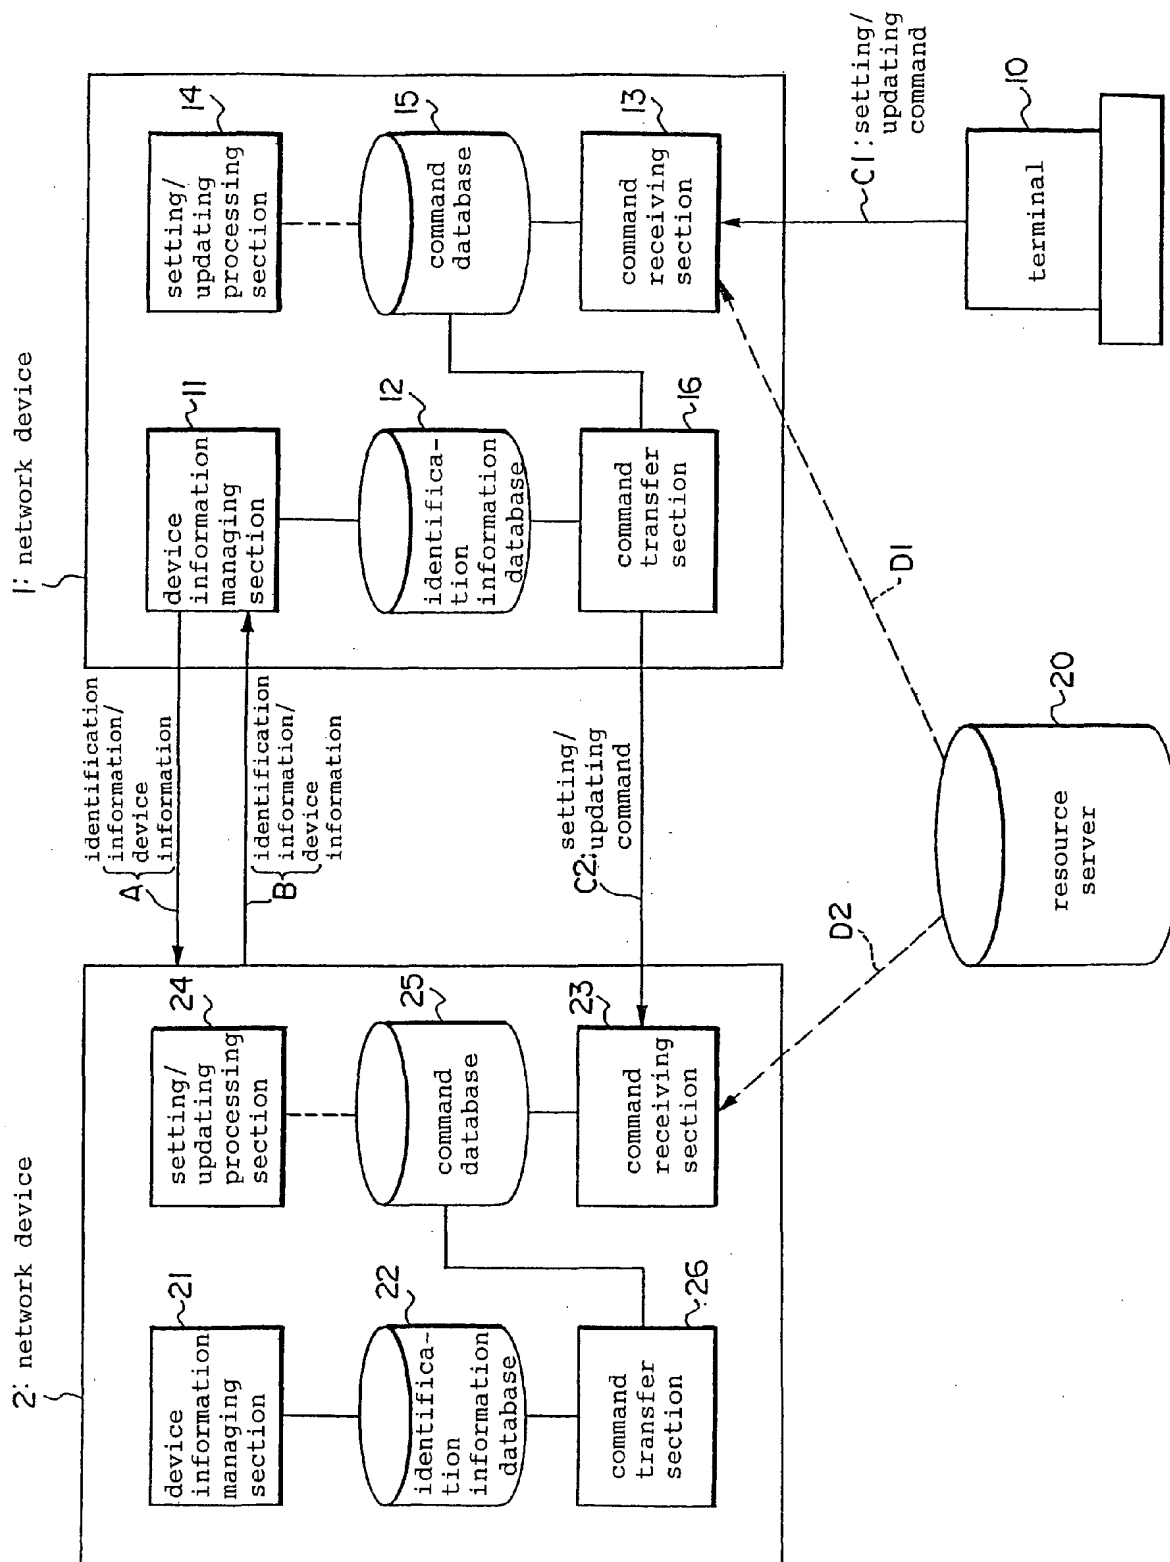 2: network device
21
device
information
managing
section
24
setting/
updating
processing
section
22
identifica-
tion
information
database
25
command
database
26
command
transfer
section
23
command
receiving
section
A
identification
information/
device
information
B
identification
information/
device
information
C2: setting/
updating
command
1: network device
11
device
information
managing
section
14
setting/
updating
processing
section
12
identifica-
tion
information
database
15
command
database
16
command
transfer
section
13
command
receiving
section
D2
D1
C1: setting/
updating
command
20
resource
server
10
terminal